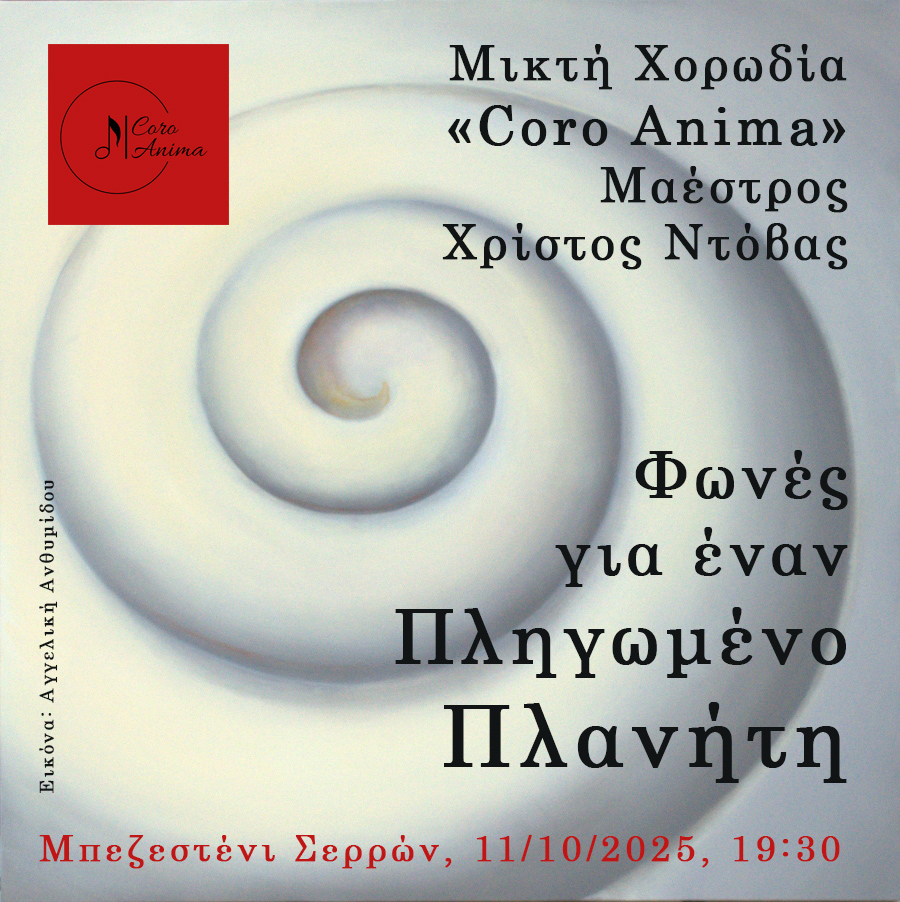 Coro
Anima
Μικτή Χορωδία
«Coro Anima»
Μαέστρος
Χρίστος Ντόβας
Φωνές
για έναν
Πληγωμένο
Πλανήτη
Εικόνα: Αγγελική Ανθυμίδου
Μπεζεστένι Σερρών, 11/10/2025, 19:30